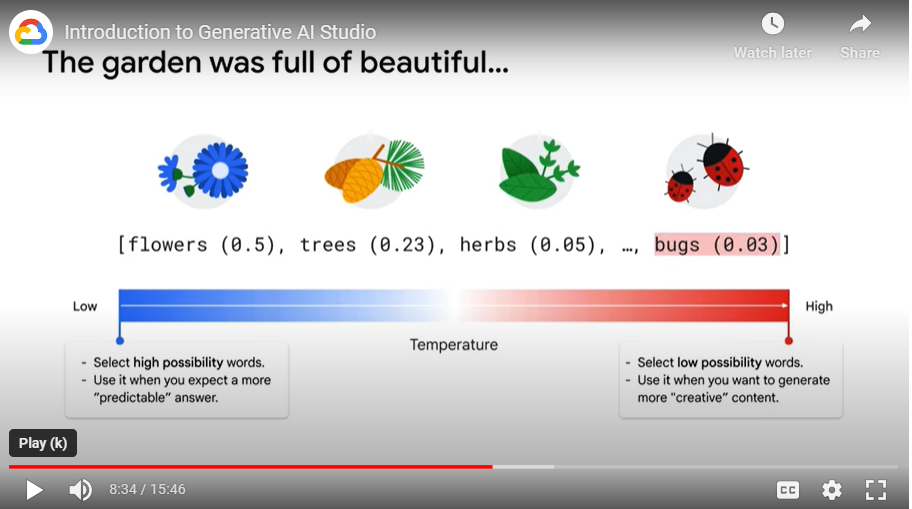 Introduction to Generative AI Studio
Watch later
Share
The garden was full of beautiful...
[flowers (0.5), trees (0.23), herbs (0.05), …, bugs (0.03)]
Low
High
Temperature
- Select high possibility words.
- Use it when you expect a more
“predictable” answer.
- Select low possibility words.
- Use it when you want to generate
more "creative" content.
Play (k)
8:34 / 15:46
CC